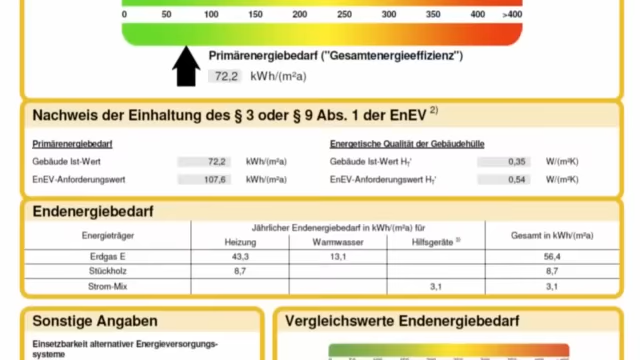 0 50 100 150 200 250 300 350 400 >400
Primärenergiebedarf ("Gesamtenergieeffizienz")
72,2 kWh/(m²a)
Nachweis der Einhaltung des § 3 oder § 9 Abs. 1 der EnEV 2)
Primärenergiebedarf Energetische Qualität der Gebäudehülle
Gebäude Ist-Wert 72,2 kWh/(m²a) Gebäude Ist-Wert HT' 0,35 W/(m²K)
EnEV-Anforderungswert 107,6 kWh/(m²a) EnEV-Anforderungswert HT' 0,54 W/(m²K)
Endenergiebedarf
Energieträger Jährlicher Endenergiebedarf in kWh/(m²a) für Gesamt in kWh/(m²a)
Heizung Warmwasser Hilfsgeräte 3)
Erdgas E 43,3 13,1 56,4
Stückholz 8,7 8,7
Strom-Mix 3,1 3,1
Sonstige Angaben Vergleichswerte Endenergiebedarf
Einsetzbarkeit alternativer Energieversorgungs-
systeme